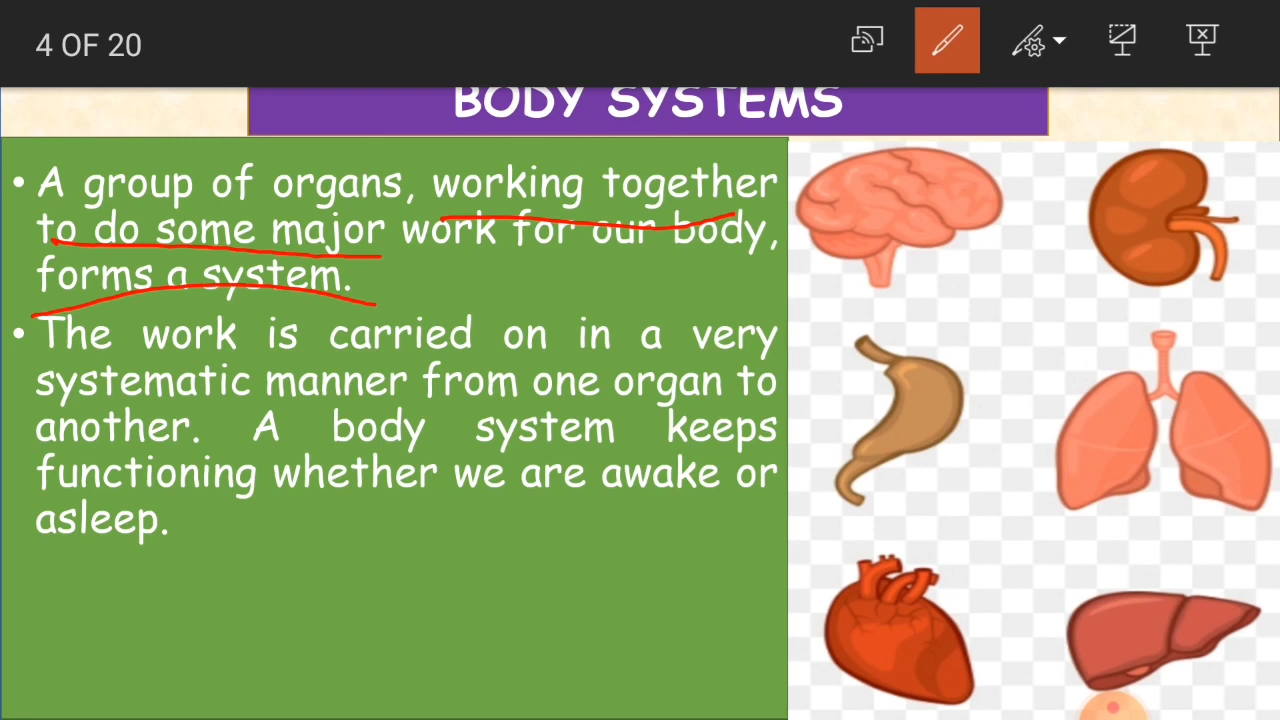 4 OF 20
BODY SYSTEMS
• A group of organs, working together
to do some major work for our body,
forms a system.
• The work is carried on in a very
systematic manner from one organ to
another. A body system keeps
functioning whether we are awake or
asleep.